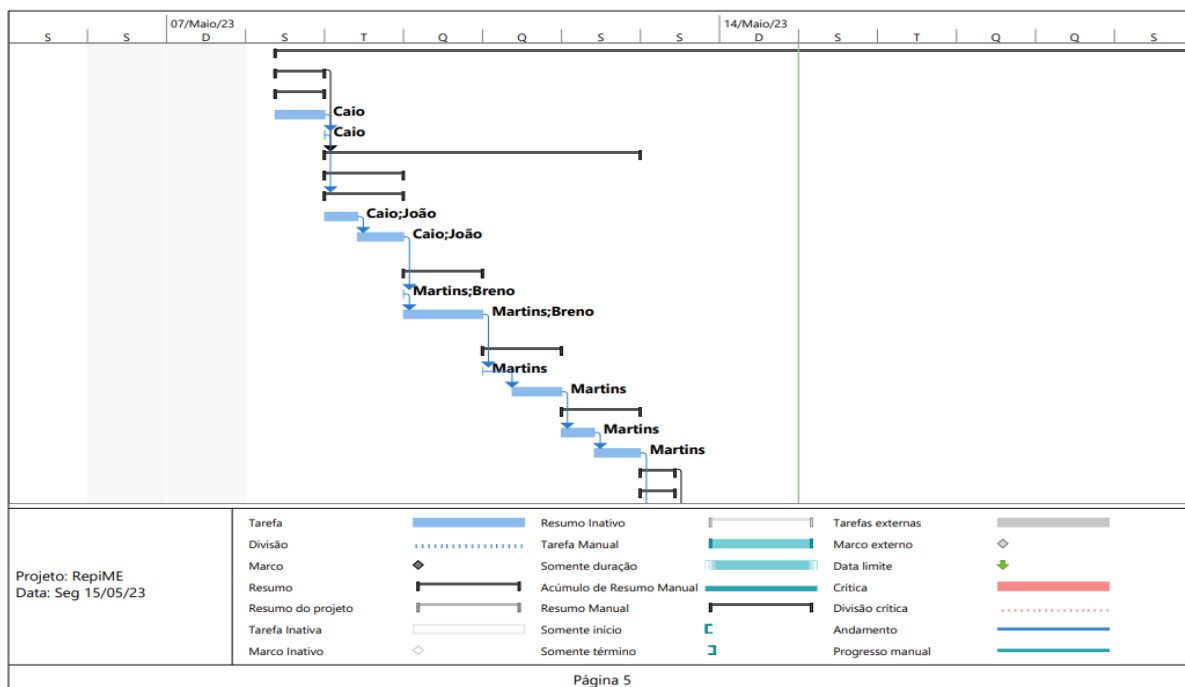 07/Maio/23 14/Maio/23
S S D S T Q Q S S D S T Q Q S
Caio
Caio
Caio;João
Caio;João
Martins;Breno
Martins;Breno
Martins
Martins
Martins
Martins
Projeto: RepiME
Data: Seg 15/05/23
Tarefa
Divisão
Marco
Resumo
Resumo do projeto
Tarefa Inativa
Marco Inativo
Resumo Inativo
Tarefa Manual
Somente duração
Acúmulo de Resumo Manual
Resumo Manual
Somente início
Somente término
Tarefas externas
Marco externo
Data limite
Crítica
Divisão crítica
Andamento
Progresso manual
Página 5